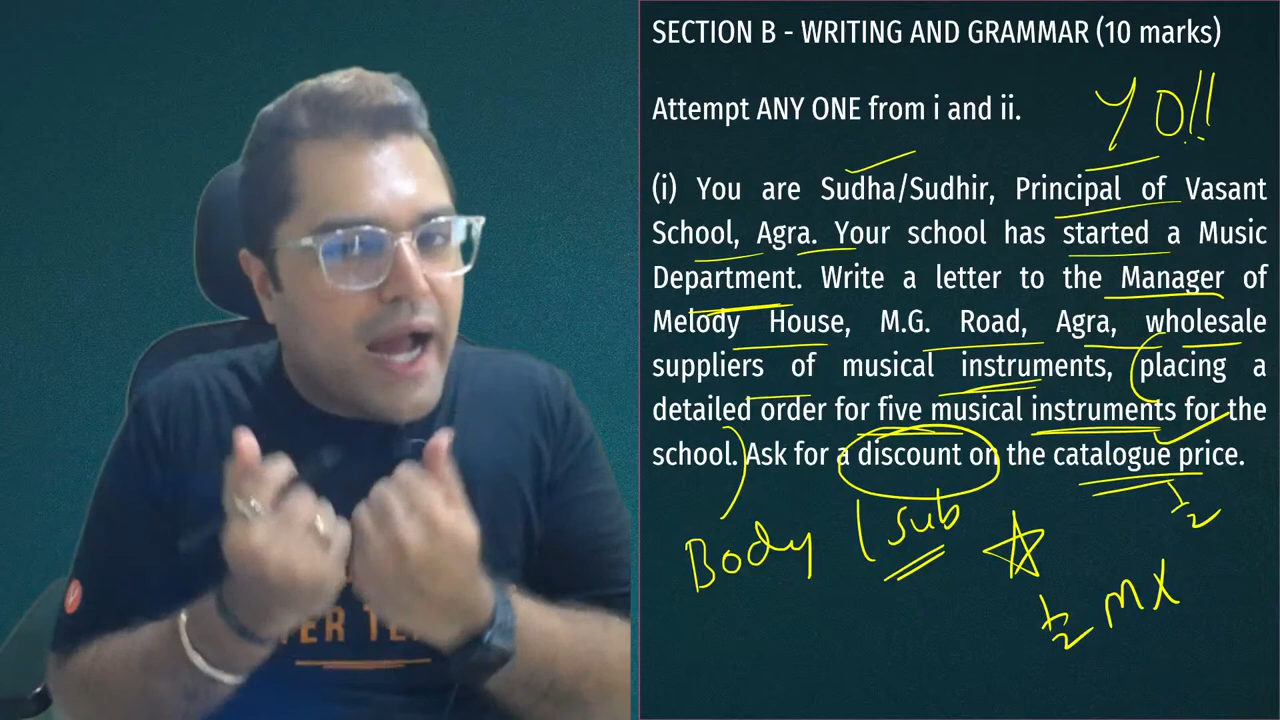 SECTION B - WRITING AND GRAMMAR (10 marks)
Attempt ANY ONE from i and ii.
YO!!
(i) You are Sudha/Sudhir, Principal of Vasant
School, Agra. Your school has started a Music
Department. Write a letter to the Manager of
Melody House, M.G. Road, Agra, wholesale
suppliers of musical instruments, placing a
detailed order for five musical instruments for the
school. Ask for a discount on the catalogue price.
Body
Sub